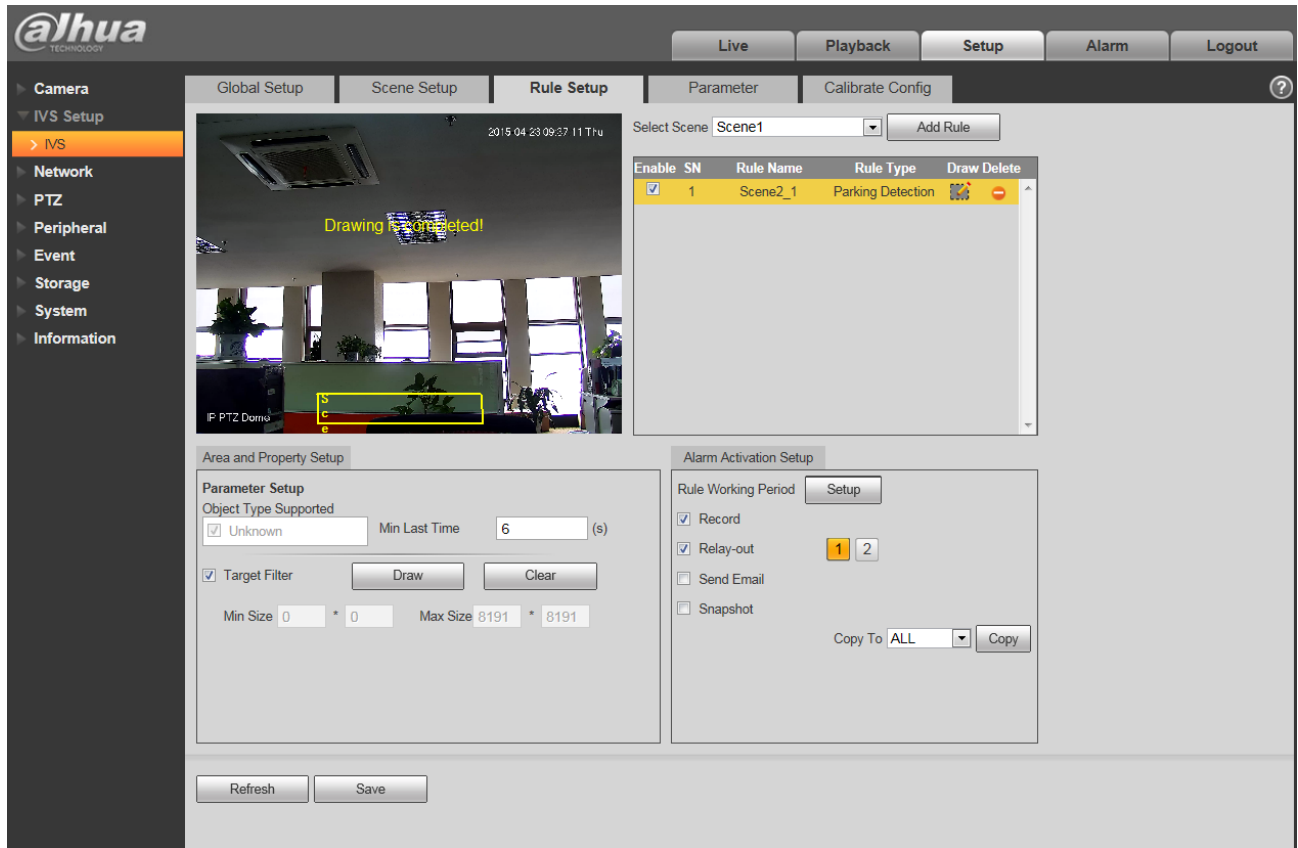 alhua
TECHNOLOGY
Live Playback Setup Alarm Logout
Camera
IVS Setup
IVS
Network
PTZ
Peripheral
Event
Storage
System
Information
Global Setup Scene Setup Rule Setup Parameter Calibrate Config ?
2015 04 23 09:37 11 Thu
Drawing is completed!
S
c
e
IP PTZ Dome
Select Scene Scene1 Add Rule
Enable SN Rule Name Rule Type Draw Delete
1 Scene2_1 Parking Detection
Area and Property Setup
Parameter Setup
Object Type Supported
Unknown Min Last Time 6 (s)
Target Filter Draw Clear
Min Size 0 * 0 Max Size 8191 * 8191
Alarm Activation Setup
Rule Working Period Setup
Record
Relay-out 1 2
Send Email
Snapshot
Copy To ALL Copy
Refresh Save